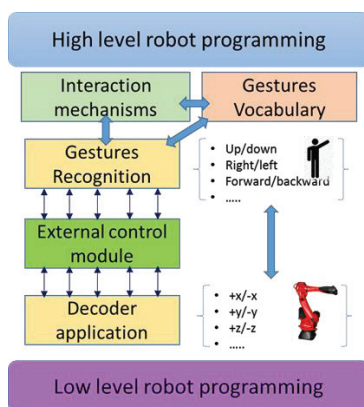 High level robot programming
Interaction
mechanisms
Gestures
Vocabulary
Gestures
Recognition
• Up/down
• Right/left
• Forward/backward
• .....
External control
module
Decoder
application
• +x/-x
• +y/-y
• +z/-z
• .....
Low level robot programming